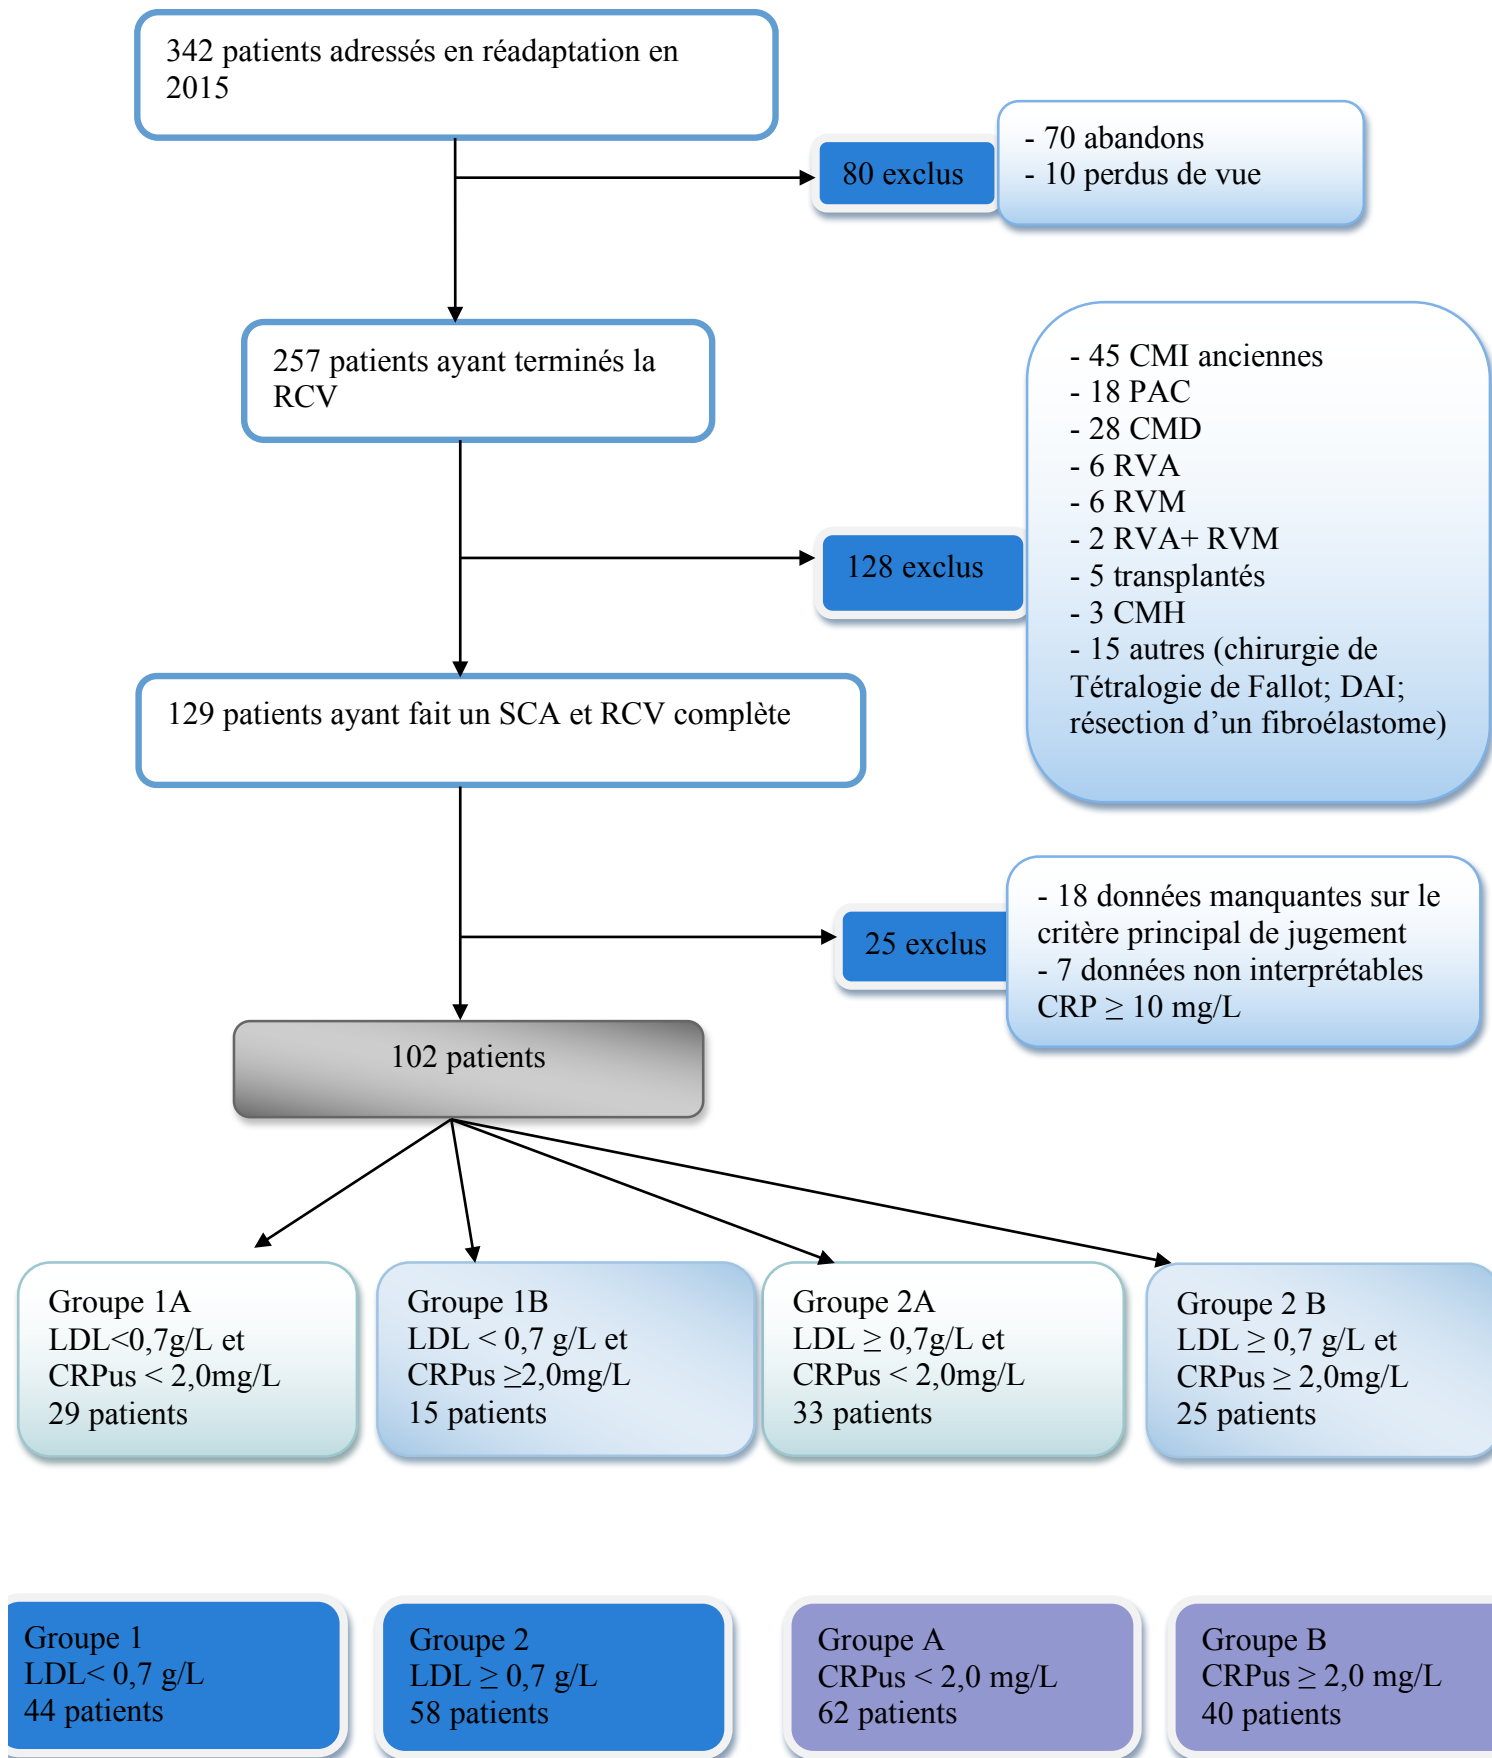 342 patients adressés en réadaptation en
2015
80 exclus
- 70 abandons
- 10 perdus de vue
257 patients ayant terminés la
RCV
128 exclus
- 45 CMI anciennes
- 18 PAC
- 28 CMD
- 6 RVA
- 6 RVM
- 2 RVA+ RVM
- 5 transplantés
- 3 CMH
- 15 autres (chirurgie de
Tétralogie de Fallot; DAI;
résection d’un fibroélastome)
129 patients ayant fait un SCA et RCV complète
25 exclus
- 18 données manquantes sur le
critère principal de jugement
- 7 données non interprétables
CRP ≥ 10 mg/L
102 patients
Groupe 1A
LDL<0,7g/L et
CRPus < 2,0mg/L
29 patients
Groupe 1B
LDL < 0,7 g/L et
CRPus ≥2,0mg/L
15 patients
Groupe 2A
LDL ≥ 0,7g/L et
CRPus < 2,0mg/L
33 patients
Groupe 2 B
LDL ≥ 0,7 g/L et
CRPus ≥ 2,0mg/L
25 patients
Groupe 1
LDL< 0,7 g/L
44 patients
Groupe 2
LDL ≥ 0,7 g/L
58 patients
Groupe A
CRPus < 2,0 mg/L
62 patients
Groupe B
CRPus ≥ 2,0 mg/L
40 patients